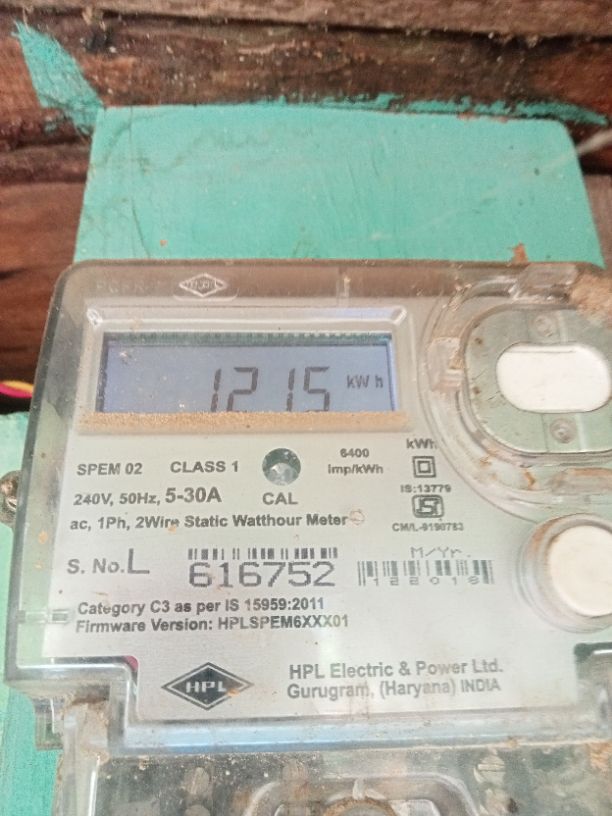 1215 kWh
SPEM 02 CLASS 1 6400 imp/kWh kWh
240V, 50Hz, 5-30A CAL IS:13779
ac, 1Ph, 2Wire Static Watthour Meter CM/L-9190783
M/Yr.
S. No. L 616752 122018
Category C3 as per IS 15959:2011
Firmware Version: HPLSPEM6XXX01
HPL HPL Electric & Power Ltd.
Gurugram, (Haryana) INDIA